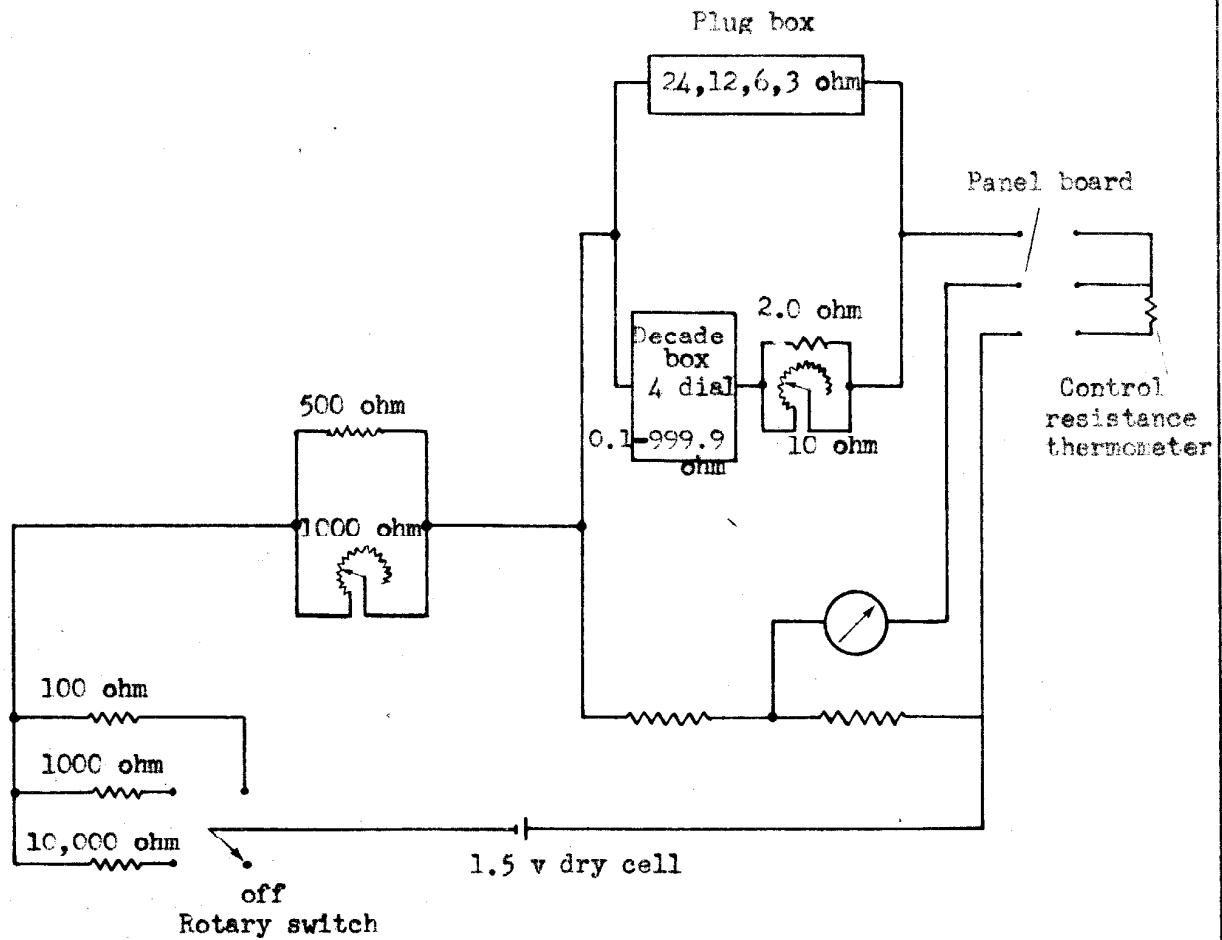 Plug box
24,12,6,3 ohm
Panel board
2.0 ohm
Decade
box
4 dial
0.1-999.9
ohm
10 ohm
Control
resistance
thermometer
500 ohm
1000 ohm
100 ohm
1000 ohm
10,000 ohm
1.5 v dry cell
off
Rotary switch